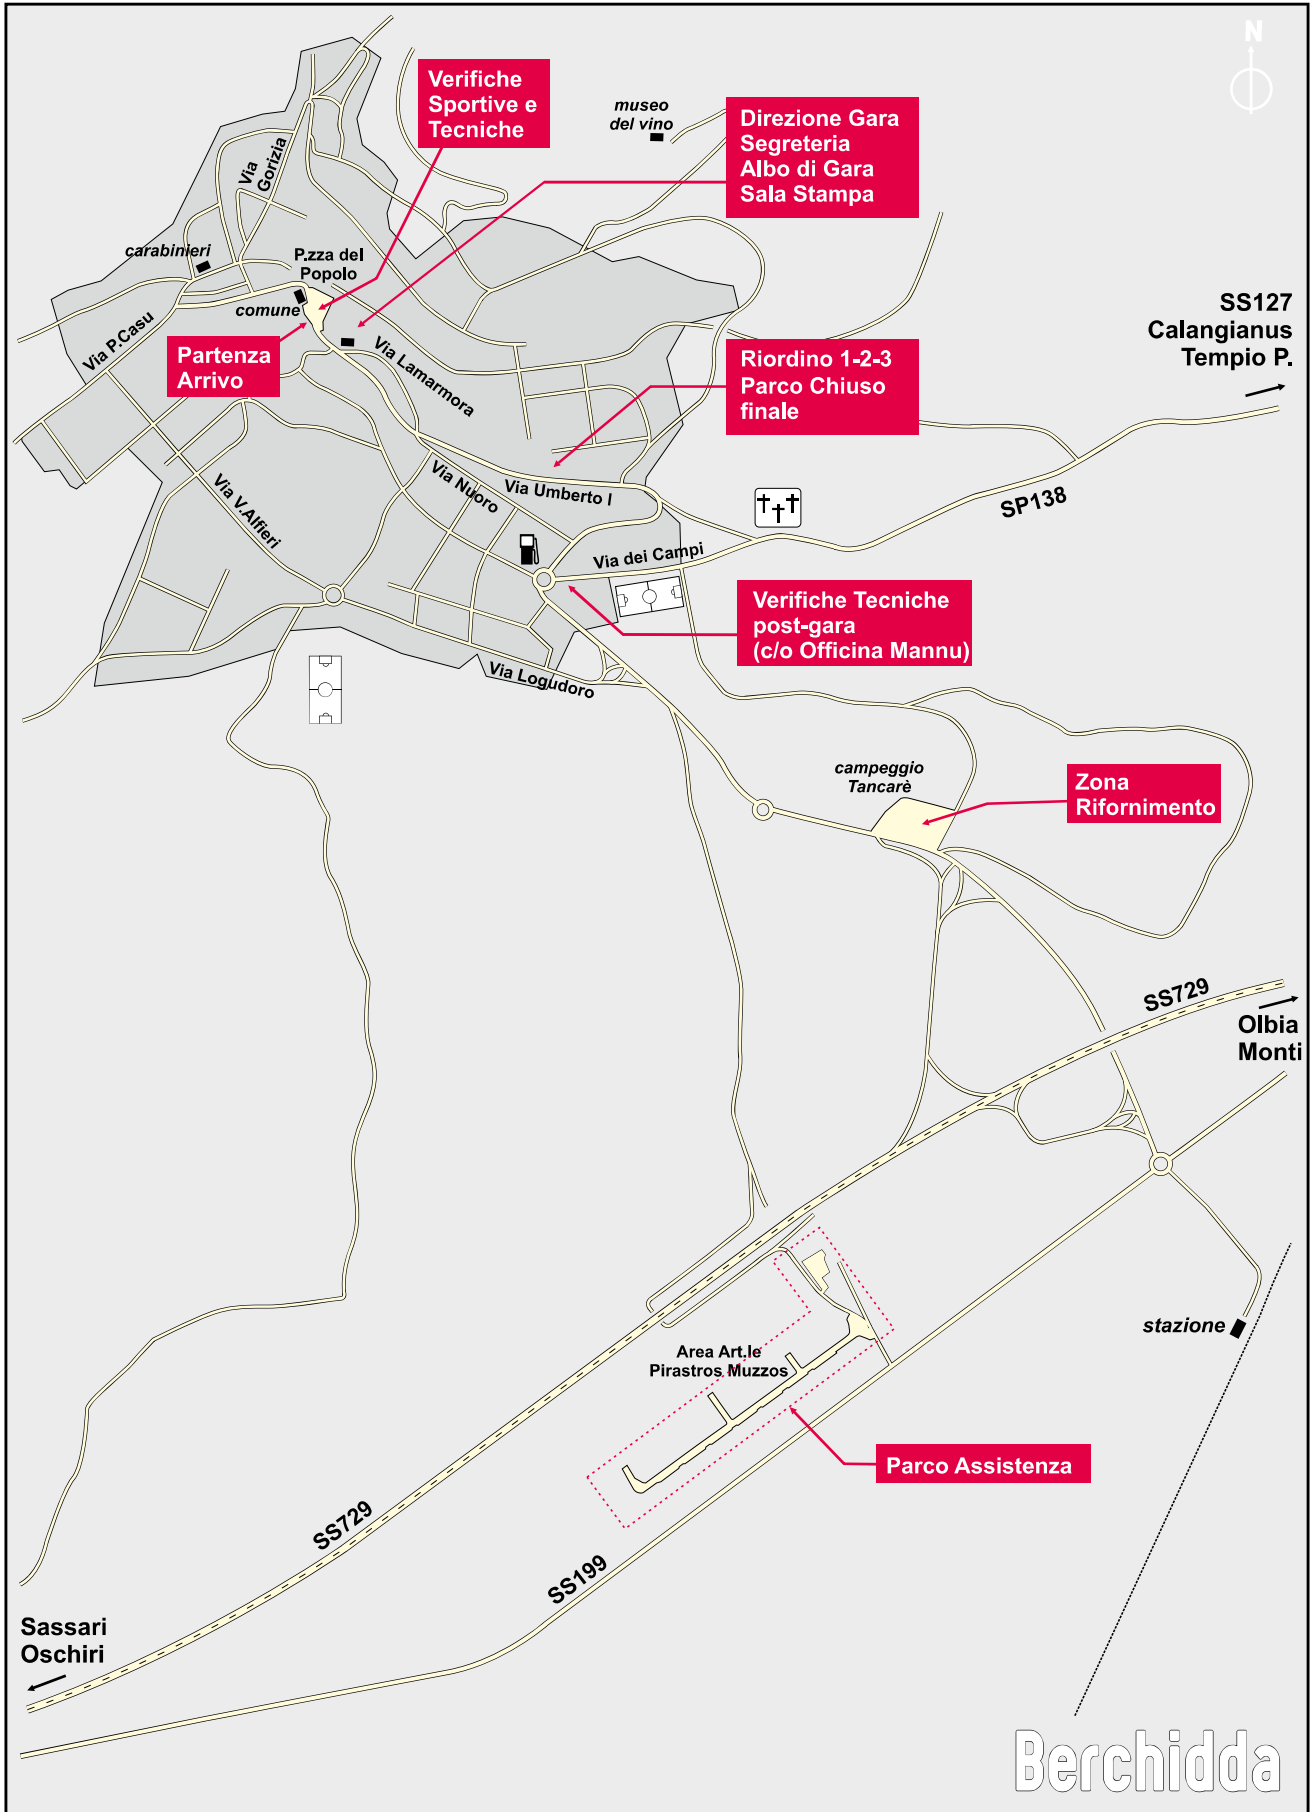 N
Verifiche
Sportive e
Tecniche
museo
del vino
Direzione Gara
Segreteria
Albo di Gara
Sala Stampa
Via
Gorizia
carabinieri
P.zza del
Popolo
comune
Via P.Casu
Partenza
Arrivo
Via Lamarmora
SS127
Calangianus
Tempio P.
Riordino 1-2-3
Parco Chiuso
finale
Via Nuoro
Via Umberto I
SP138
Via V.Alfieri
Via dei Campi
Verifiche Tecniche
post-gara
(c/o Officina Mannu)
Via Logudoro
campeggio
Tancarè
Zona
Rifornimento
SS729
Olbia
Monti
stazione
Area Art.le
Pirastros Muzzos
Parco Assistenza
SS729
SS199
Sassari
Oschiri
Berchidda